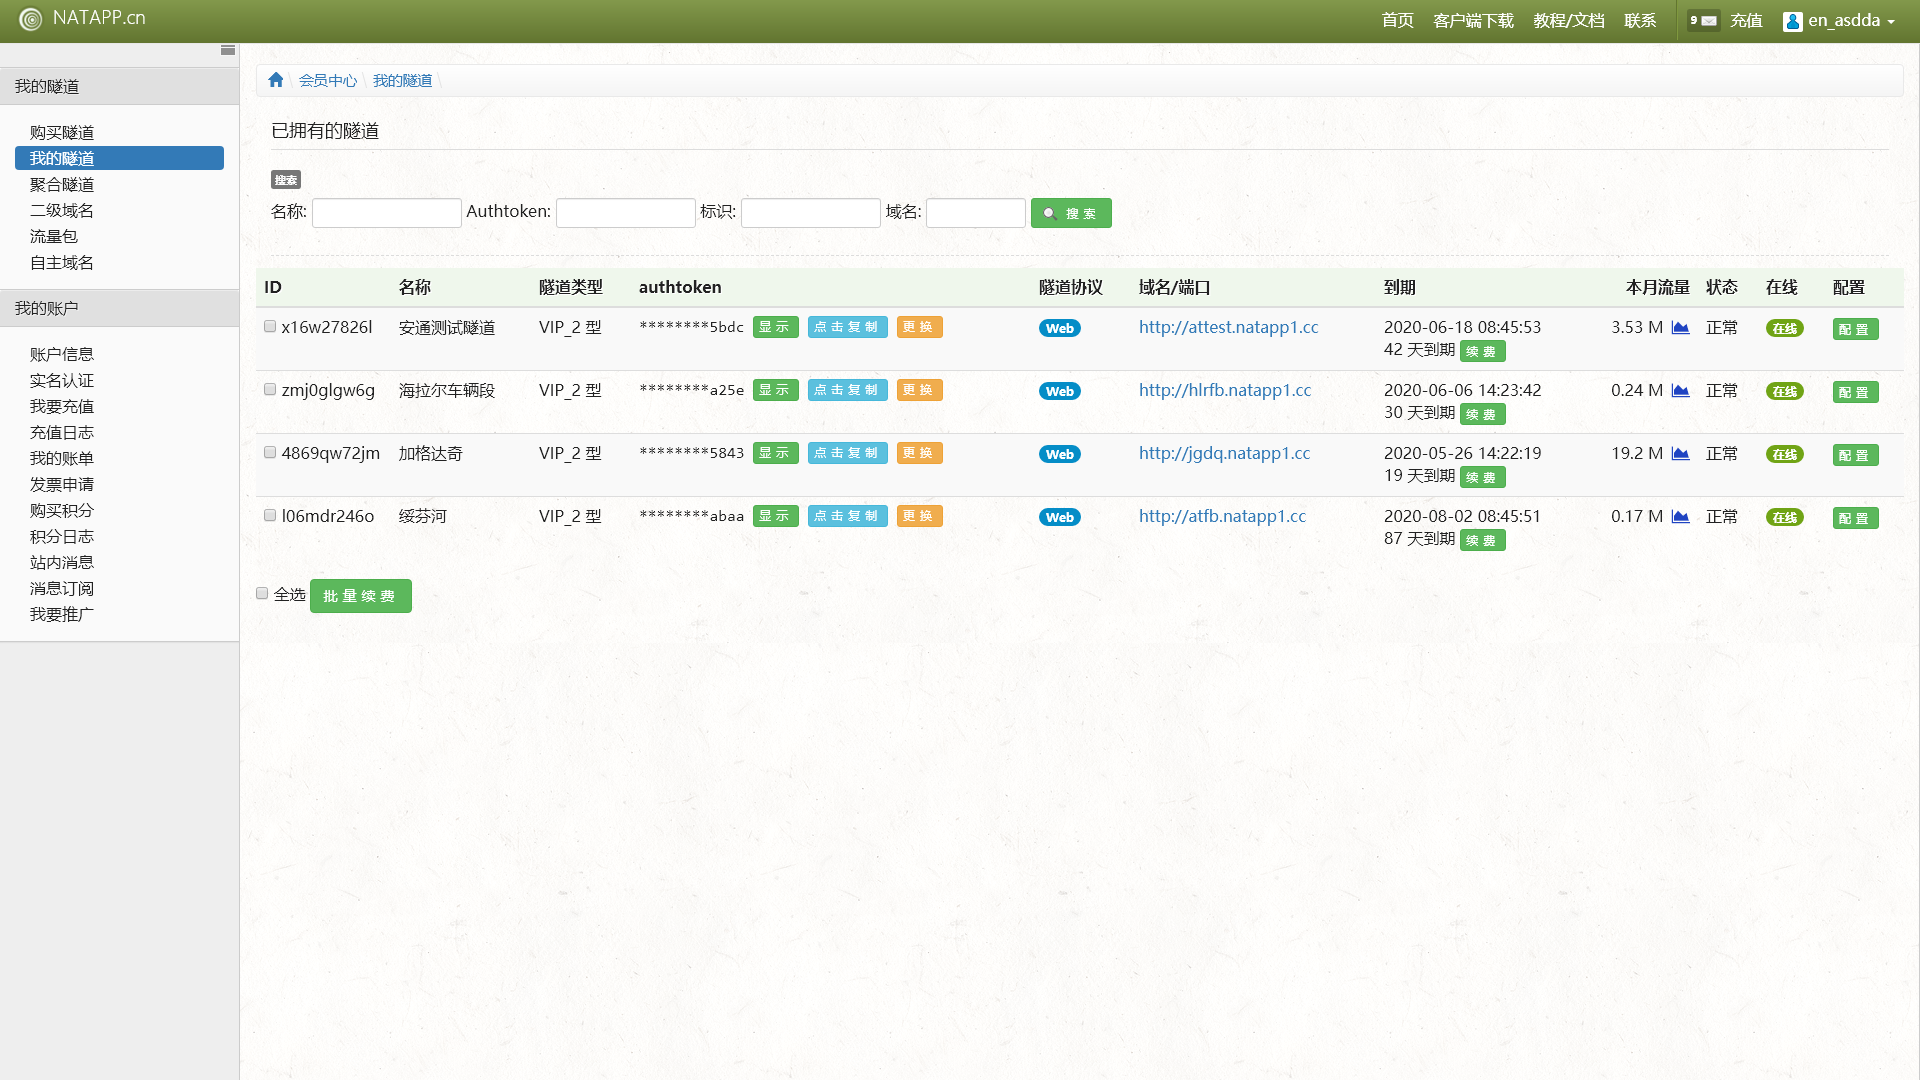 NATAPP.cn
首页 客户端下载 教程/文档 联系 9 充值 en_asdda
我的隧道
购买隧道
我的隧道
聚合隧道
二级域名
流量包
自主域名
我的账户
账户信息
实名认证
我要充值
充值日志
我的账单
发票申请
购买积分
积分日志
站内消息
消息订阅
我要推广
会员中心 \ 我的隧道 \
已拥有的隧道
搜索
名称: Authtoken: 标识: 域名: 搜 索
ID 名称 隧道类型 authtoken 隧道协议 域名/端口 到期 本月流量 状态 在线 配置
x16w27826l 安通测试隧道 VIP_2 型 ********5bdc 显示 点击复制 更换 Web http://attest.natapp1.cc 2020-06-18 08:45:53 3.53 M 正常 在线 配置
42 天到期 续费
zmj0glgw6g 海拉尔车辆段 VIP_2 型 ********a25e 显示 点击复制 更换 Web http://hlrfb.natapp1.cc 2020-06-06 14:23:42 0.24 M 正常 在线 配置
30 天到期 续费
4869qw72jm 加格达奇 VIP_2 型 ********5843 显示 点击复制 更换 Web http://jgdq.natapp1.cc 2020-05-26 14:22:19 19.2 M 正常 在线 配置
19 天到期 续费
l06mdr246o 绥芬河 VIP_2 型 ********abaa 显示 点击复制 更换 Web http://atfb.natapp1.cc 2020-08-02 08:45:51 0.17 M 正常 在线 配置
87 天到期 续费
全选 批量续费